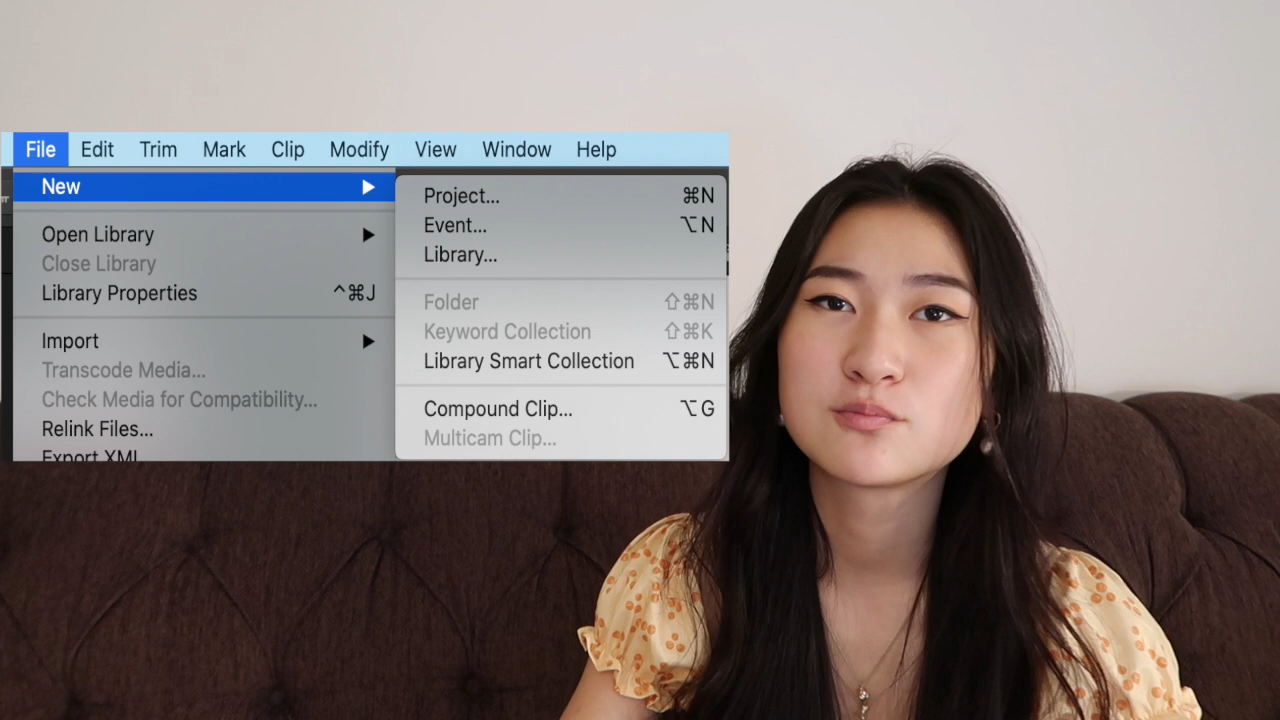 File Edit Trim Mark Clip Modify View Window Help
New
Open Library
Close Library
Library Properties ^⌘J
Import
Transcode Media...
Check Media for Compatibility...
Relink Files...
Export XML
Project... ⌘N
Event... ⌥N
Library...
Folder ⇧⌘N
Keyword Collection ⇧⌘K
Library Smart Collection ⌥⌘N
Compound Clip... ⌥G
Multicam Clip...